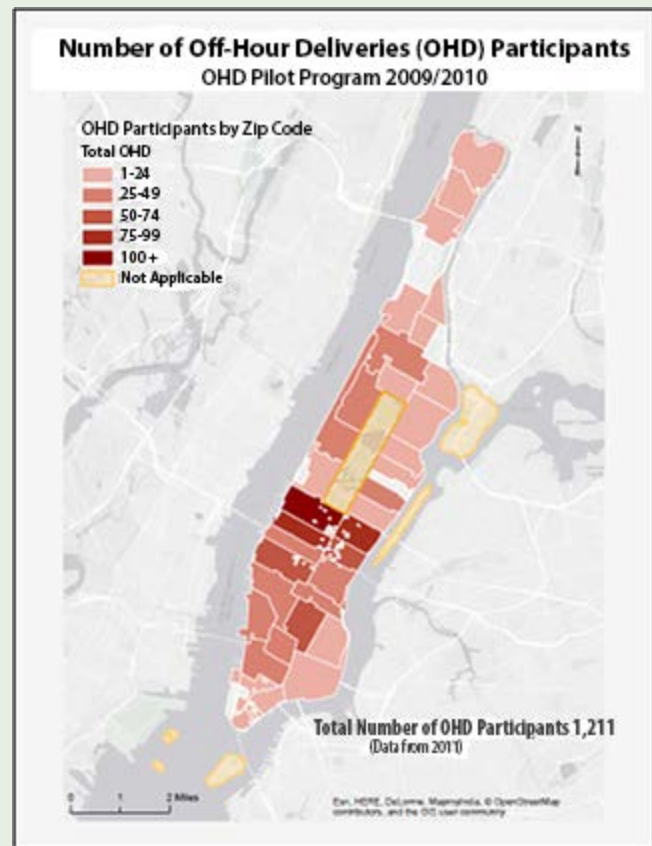 Number of Off-Hour Deliveries (OHD) Participants
OHD Pilot Program 2009/2010
OHD Participants by Zip Code
Total OHD
1-24
25-49
50-74
75-99
100+
Not Applicable
N
Total Number of OHD Participants 1,211
(Data from 2011)
0 1 2 Miles
Esri, HERE, DeLorme, MapmyIndia, © OpenStreetMap
contributors, and the GIS user community